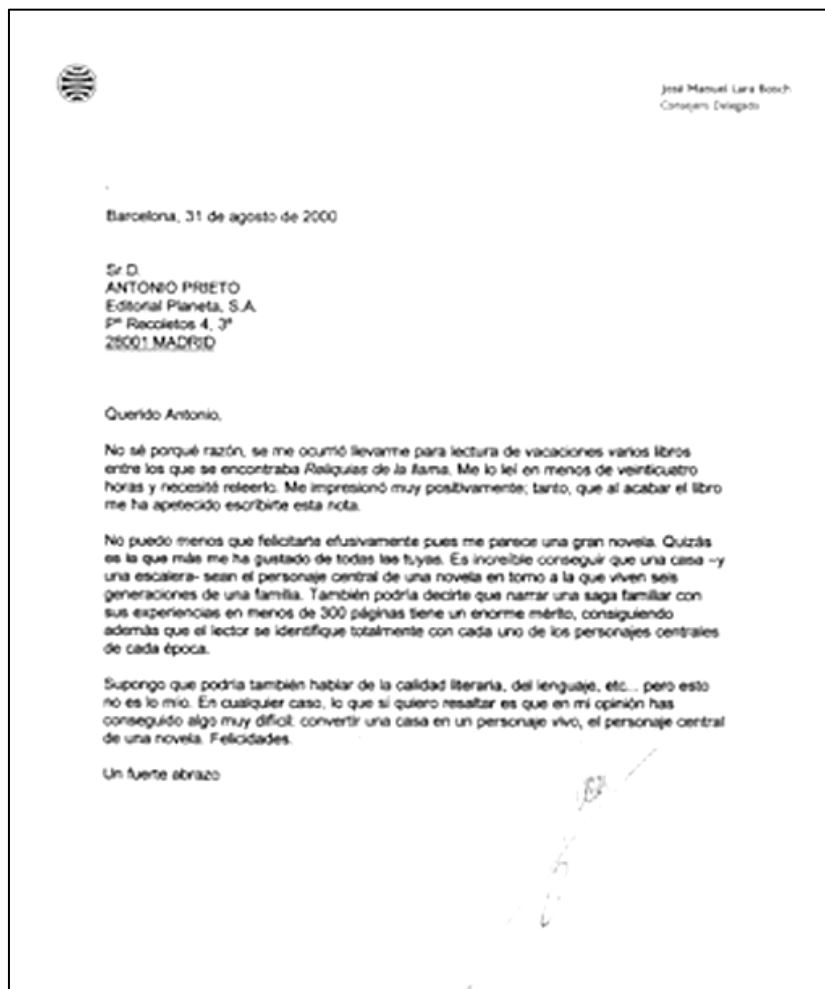 José Manuel Lara Bosch
Consejero Delegado
Barcelona, 31 de agosto de 2000
Sr.D.
ANTONIO PRIETO
Editorial Planeta, S.A.
Pº Recoletos 4, 3ª
28001 MADRID
Querido Antonio,
No sé porqué razón, se me ocurrió llevarme para lectura de vacaciones varios libros
entre los que se encontraba Reliquias de la llama. Me lo leí en menos de veinticuatro
horas y necesité releerlo. Me impresionó muy positivamente; tanto, que al acabar el libro
me ha apetecido escribirte esta nota.
No puedo menos que felicitarte efusivamente pues me parece una gran novela. Quizás
es la que más me ha gustado de todas las tuyas. Es increíble conseguir que una casa –y
una escalera- sean el personaje central de una novela en torno a la que viven seis
generaciones de una familia. También podría decirte que narrar una saga familiar con
sus experiencias en menos de 300 páginas tiene un enorme mérito, consiguiendo
además que el lector se identifique totalmente con cada uno de los personajes centrales
de cada época.
Supongo que podría también hablar de la calidad literaria, del lenguaje, etc... pero esto
no es lo mío. En cualquier caso, lo que sí quiero resaltar es que en mi opinión has
conseguido algo muy difícil: convertir una casa en un personaje vivo, el personaje central
de una novela. Felicidades.
Un fuerte abrazo